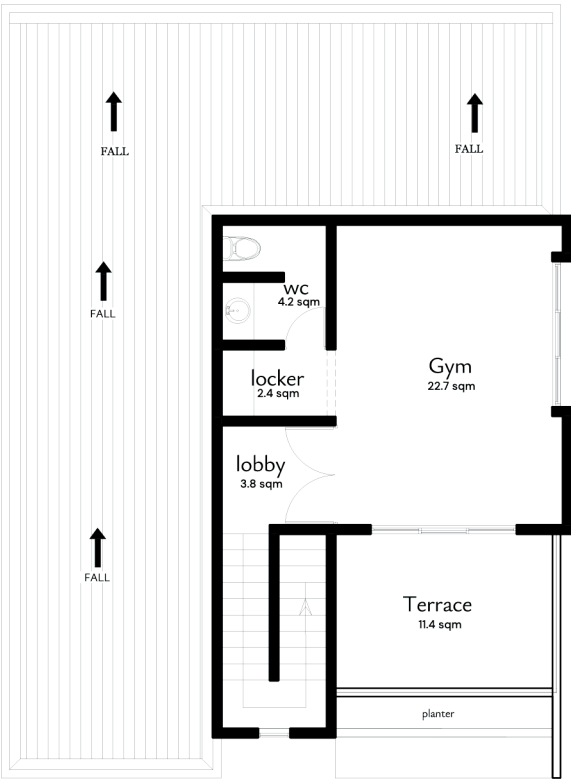 FALL
FALL
FALL
wc
4.2 sqm
Gym
22.7 sqm
locker
2.4 sqm
lobby
3.8 sqm
FALL
Terrace
11.4 sqm
planter